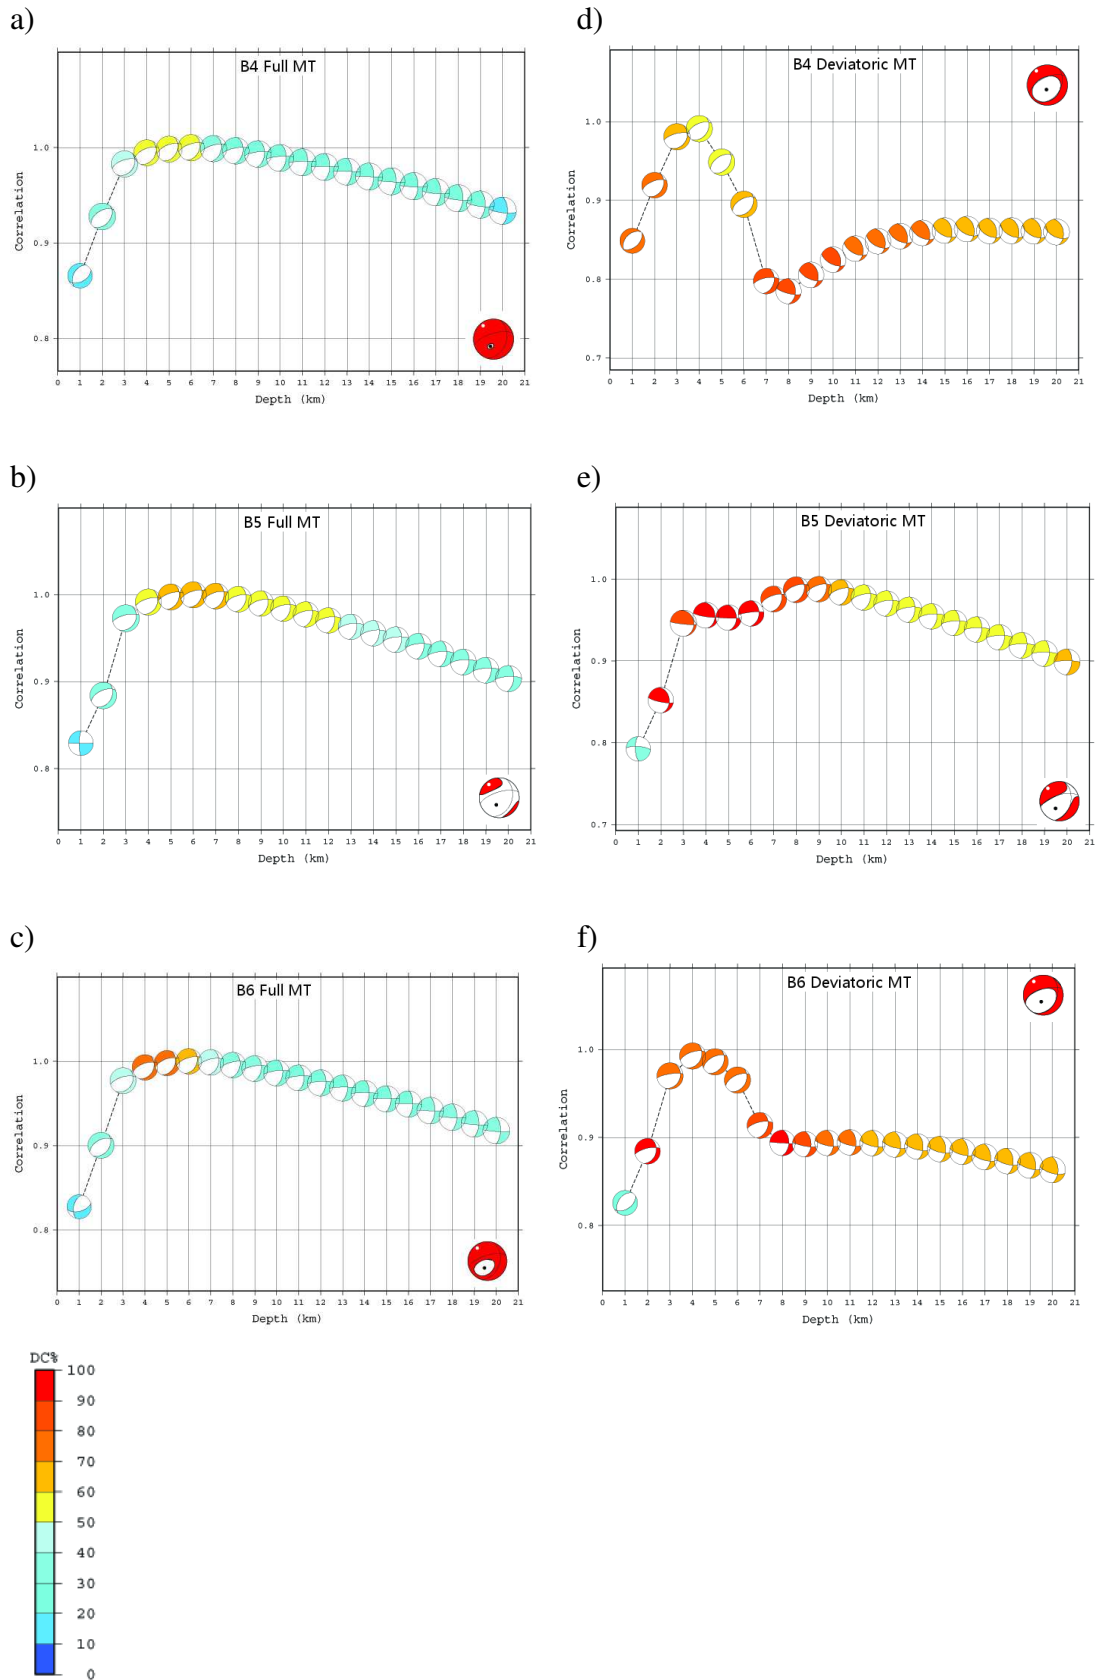 a)
B4 Full MT
1.0
0.9
0.8
Correlation
0 1 2 3 4 5 6 7 8 9 10 11 12 13 14 15 16 17 18 19 20 21
Depth (km)
d)
B4 Deviatoric MT
1.0
0.9
0.8
0.7
Correlation
0 1 2 3 4 5 6 7 8 9 10 11 12 13 14 15 16 17 18 19 20 21
Depth (km)
b)
B5 Full MT
1.0
0.9
0.8
Correlation
0 1 2 3 4 5 6 7 8 9 10 11 12 13 14 15 16 17 18 19 20 21
Depth (km)
e)
B5 Deviatoric MT
1.0
0.9
0.8
0.7
Correlation
0 1 2 3 4 5 6 7 8 9 10 11 12 13 14 15 16 17 18 19 20 21
Depth (km)
c)
B6 Full MT
1.0
0.9
0.8
Correlation
0 1 2 3 4 5 6 7 8 9 10 11 12 13 14 15 16 17 18 19 20 21
Depth (km)
f)
B6 Deviatoric MT
1.0
0.9
0.8
Correlation
0 1 2 3 4 5 6 7 8 9 10 11 12 13 14 15 16 17 18 19 20 21
Depth (km)
DC%
100
90
80
70
60
50
40
30
20
10
0